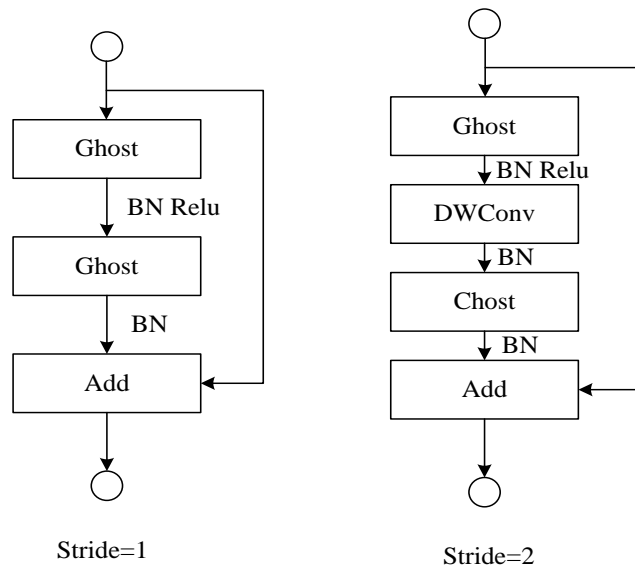 Ghost
BN Relu
Ghost
BN
Add
Stride=1
Ghost
BN Relu
DWConv
BN
Chost
BN
Add
Stride=2